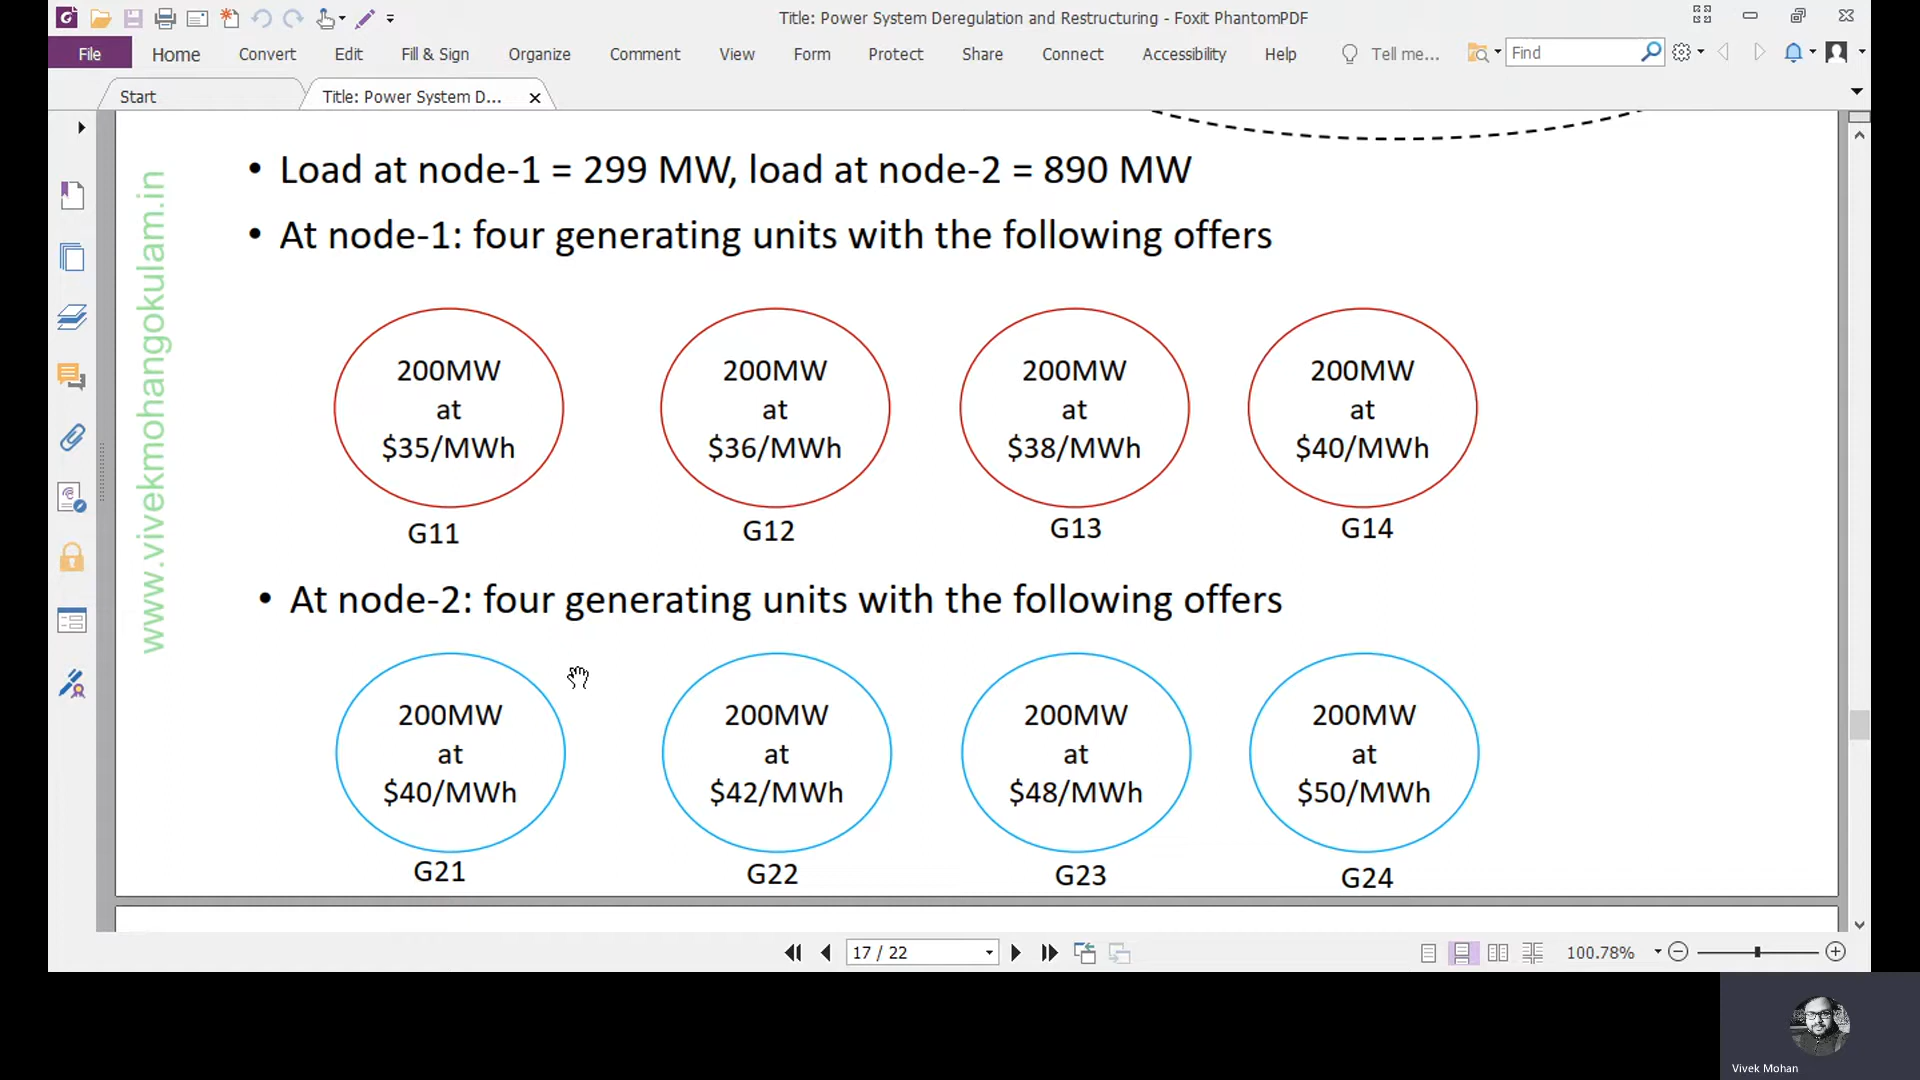 Title: Power System Deregulation and Restructuring - Foxit PhantomPDF
File Home Convert Edit Fill & Sign Organize Comment View Form Protect Share Connect Accessibility Help Tell me... Find
Start Title: Power System D...
www.vivekmohangokulam.in
• Load at node-1 = 299 MW, load at node-2 = 890 MW
• At node-1: four generating units with the following offers
200MW 200MW 200MW 200MW
at at at at
$35/MWh $36/MWh $38/MWh $40/MWh
G11 G12 G13 G14
• At node-2: four generating units with the following offers
200MW 200MW 200MW 200MW
at at at at
$40/MWh $42/MWh $48/MWh $50/MWh
G21 G22 G23 G24
17 / 22 100.78%
Vivek Mohan